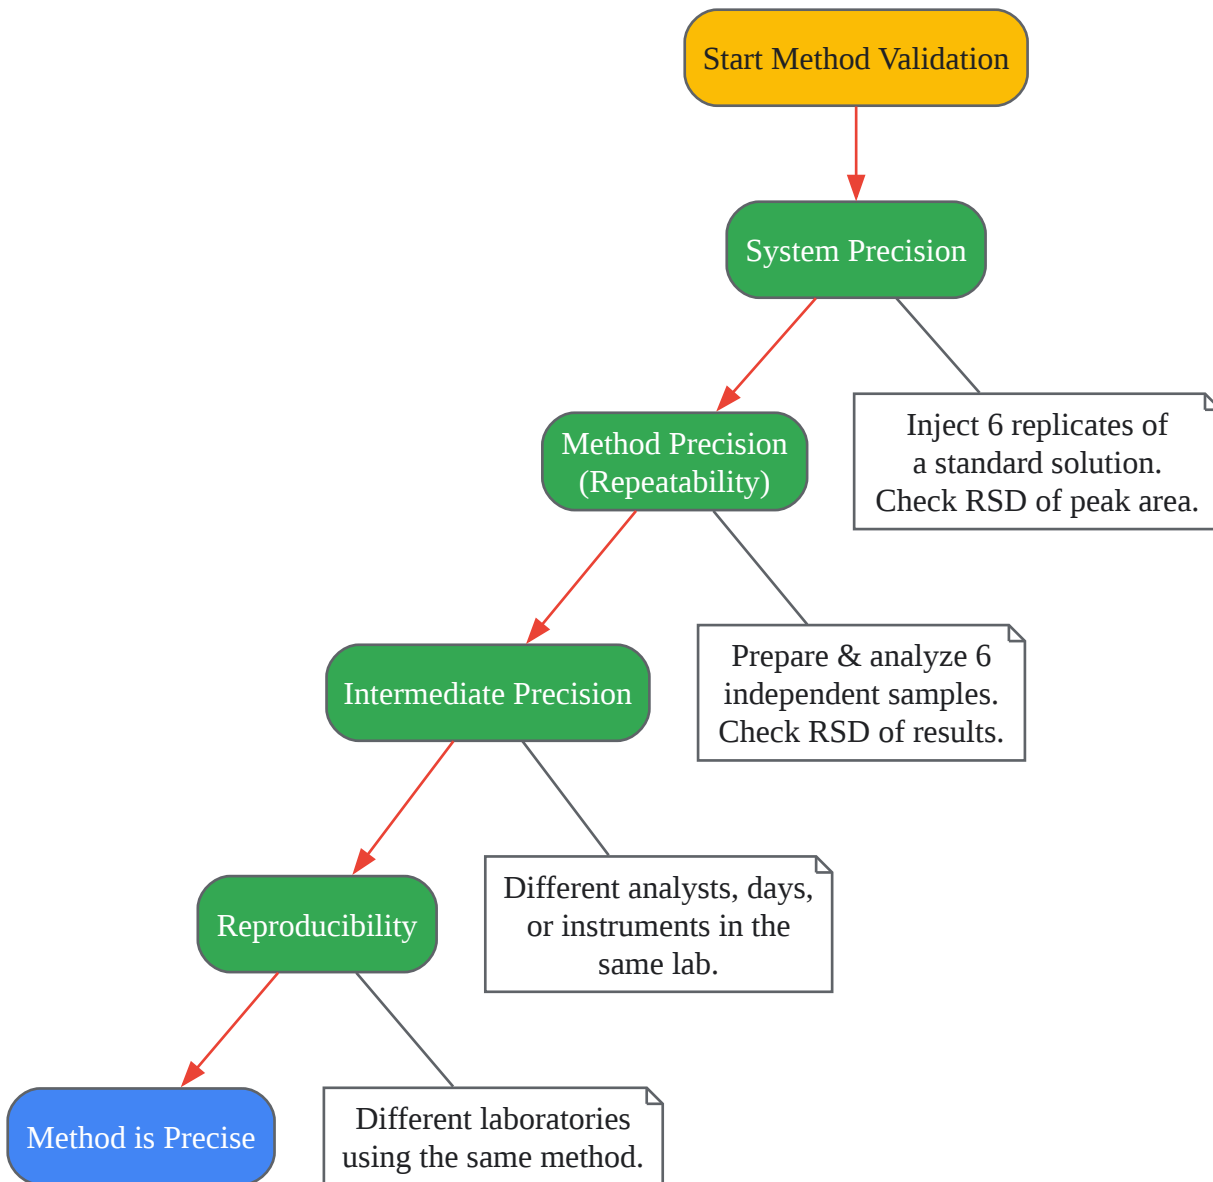 Start Method Validation
System Precision
Inject 6 replicates of
a standard solution.
Check RSD of peak area.
Method Precision
(Repeatability)
Prepare & analyze 6
independent samples.
Check RSD of results.
Intermediate Precision
Different analysts, days,
or instruments in the
same lab.
Reproducibility
Different laboratories
using the same method.
Method is Precise